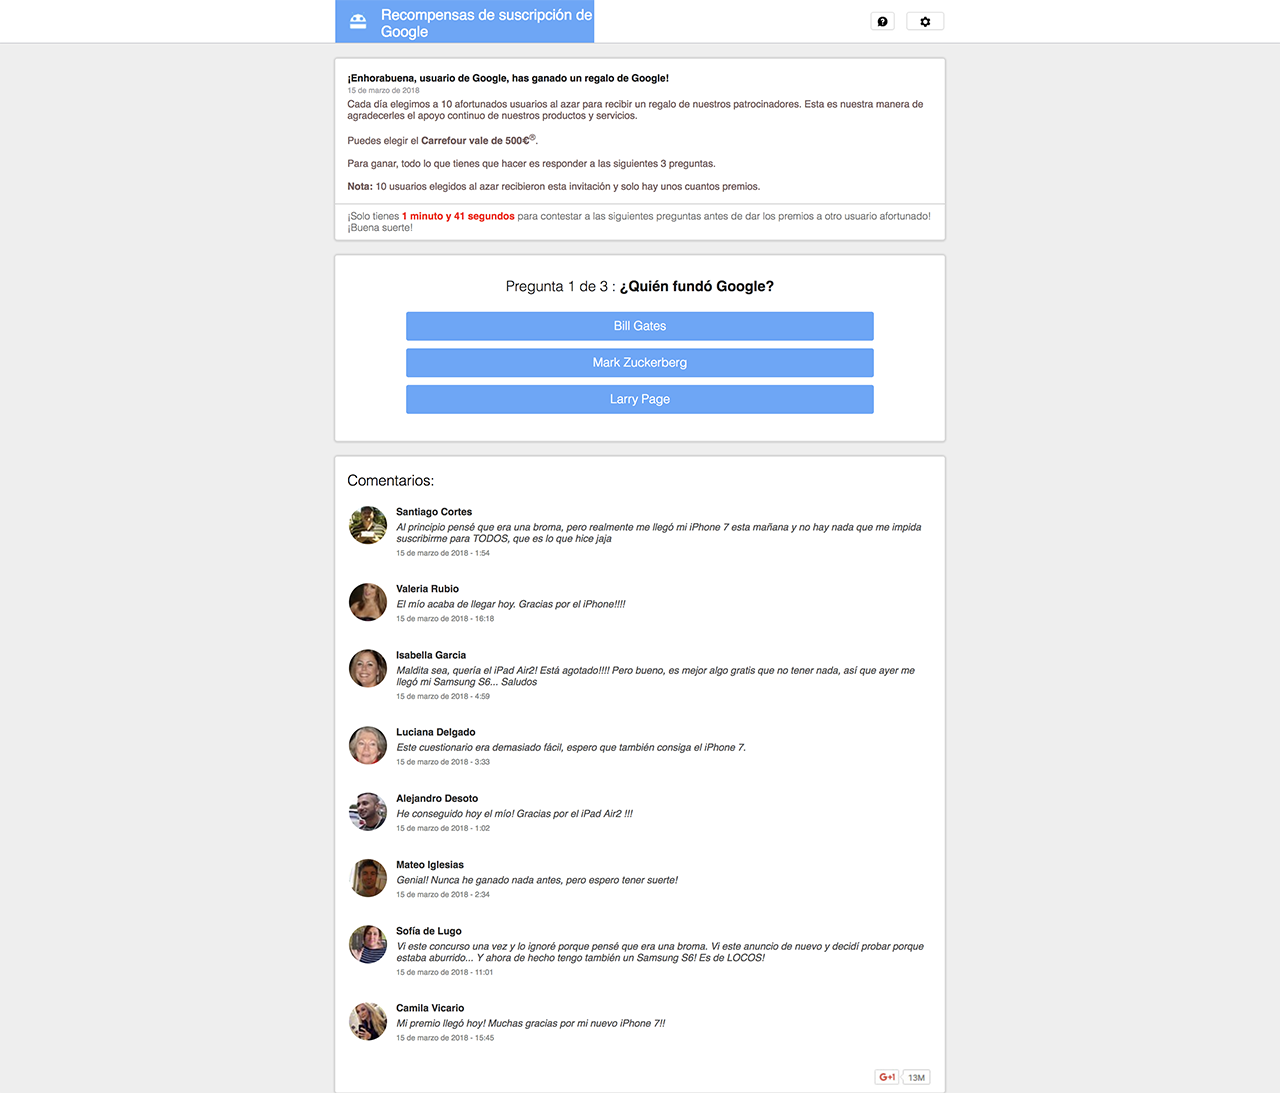 Recompensas de suscripción de
Google
¡Enhorabuena, usuario de Google, has ganado un regalo de Google!
15 de marzo de 2018
Cada día elegimos a 10 afortunados usuarios al azar para recibir un regalo de nuestros patrocinadores. Esta es nuestra manera de
agradecerles el apoyo continuo de nuestros productos y servicios.
Puedes elegir el Carrefour vale de 500€®.
Para ganar, todo lo que tienes que hacer es responder a las siguientes 3 preguntas.
Nota: 10 usuarios elegidos al azar recibieron esta invitación y solo hay unos cuantos premios.
¡Solo tienes 1 minuto y 41 segundos para contestar a las siguientes preguntas antes de dar los premios a otro usuario afortunado!
¡Buena suerte!
Pregunta 1 de 3 : ¿Quién fundó Google?
Bill Gates
Mark Zuckerberg
Larry Page
Comentarios:
Santiago Cortes
Al principio pensé que era una broma, pero realmente me llegó mi iPhone 7 esta mañana y no hay nada que me impida
suscribirme para TODOS, que es lo que hice jaja
15 de marzo de 2018 - 1:54
Valeria Rubio
El mío acaba de llegar hoy. Gracias por el iPhone!!!!
15 de marzo de 2018 - 16:18
Isabella Garcia
Maldita sea, quería el iPad Air2! Está agotado!!!! Pero bueno, es mejor algo gratis que no tener nada, así que ayer me
llegó mi Samsung S6... Saludos
15 de marzo de 2018 - 4:59
Luciana Delgado
Este cuestionario era demasiado fácil, espero que también consiga el iPhone 7.
15 de marzo de 2018 - 3:33
Alejandro Desoto
He conseguido hoy el mío! Gracias por el iPad Air2 !!!
15 de marzo de 2018 - 1:02
Mateo Iglesias
Genial! Nunca he ganado nada antes, pero espero tener suerte!
15 de marzo de 2018 - 2:34
Sofía de Lugo
Vi este concurso una vez y lo ignoré porque pensé que era una broma. Vi este anuncio de nuevo y decidí probar porque
estaba aburrido... Y ahora de hecho tengo también un Samsung S6! Es de LOCOS!
15 de marzo de 2018 - 11:01
Camila Vicario
Mi premio llegó hoy! Muchas gracias por mi nuevo iPhone 7!!
15 de marzo de 2018 - 15:45
G+1 13M